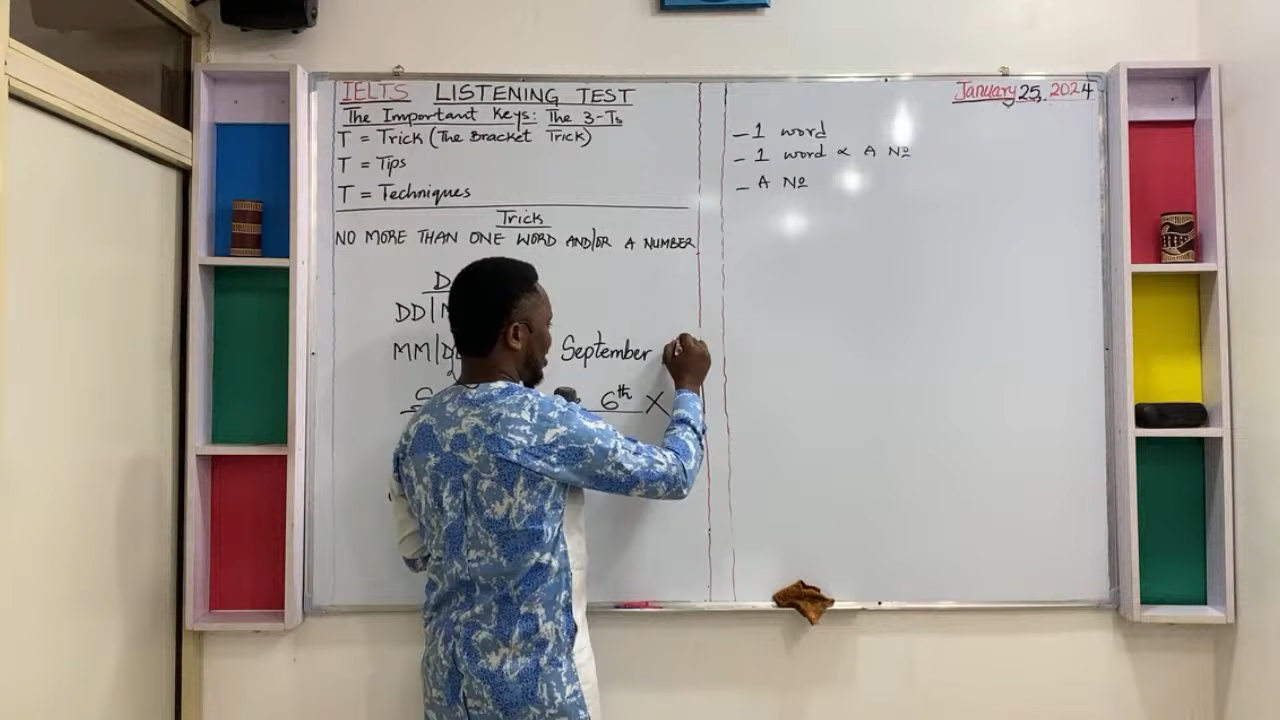 IELTS LISTENING TEST
The Important Keys: The 3-Ts
T = Trick (The Bracket Trick)
T = Tips
T = Techniques
Trick
NO MORE THAN ONE WORD AND/OR A NUMBER
DD|
MM|
September
6th X
January 25, 2024
- 1 word
- 1 word & A No
- A No